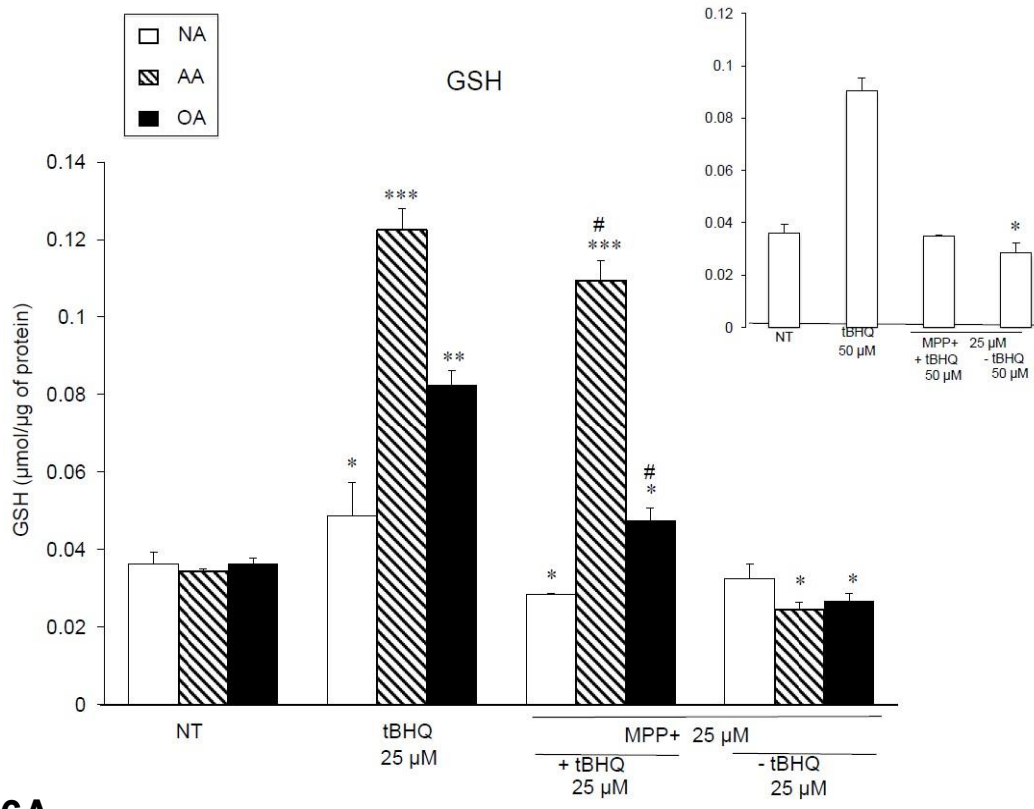 NA
AA
OA
GSH
GSH (µmol/µg of protein)
0.14
0.12
0.1
0.08
0.06
0.04
0.02
0
***
**
*
#
***
#
*
*
*
*
NT
tBHQ
25 µM
MPP+ 25 µM
+ tBHQ
25 µM
- tBHQ
25 µM
0.12
0.1
0.08
0.06
0.04
0.02
0
*
NT
tBHQ
50 µM
MPP+ 25 µM
+ tBHQ - tBHQ
50 µM 50 µM